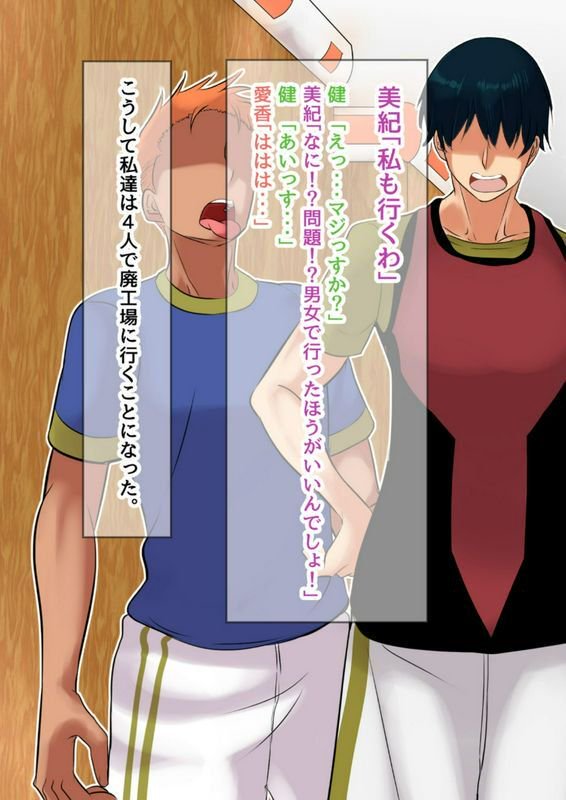 美紀「私も行くわ」
健「えっ‥‥マジっすか？」
美紀「なに！？問題！？男女で行ったほうがいいんでしょ！」
健「あいっす‥‥」
愛香「ははは‥‥」
こうして私達は４人で廃工場に行くことになった。